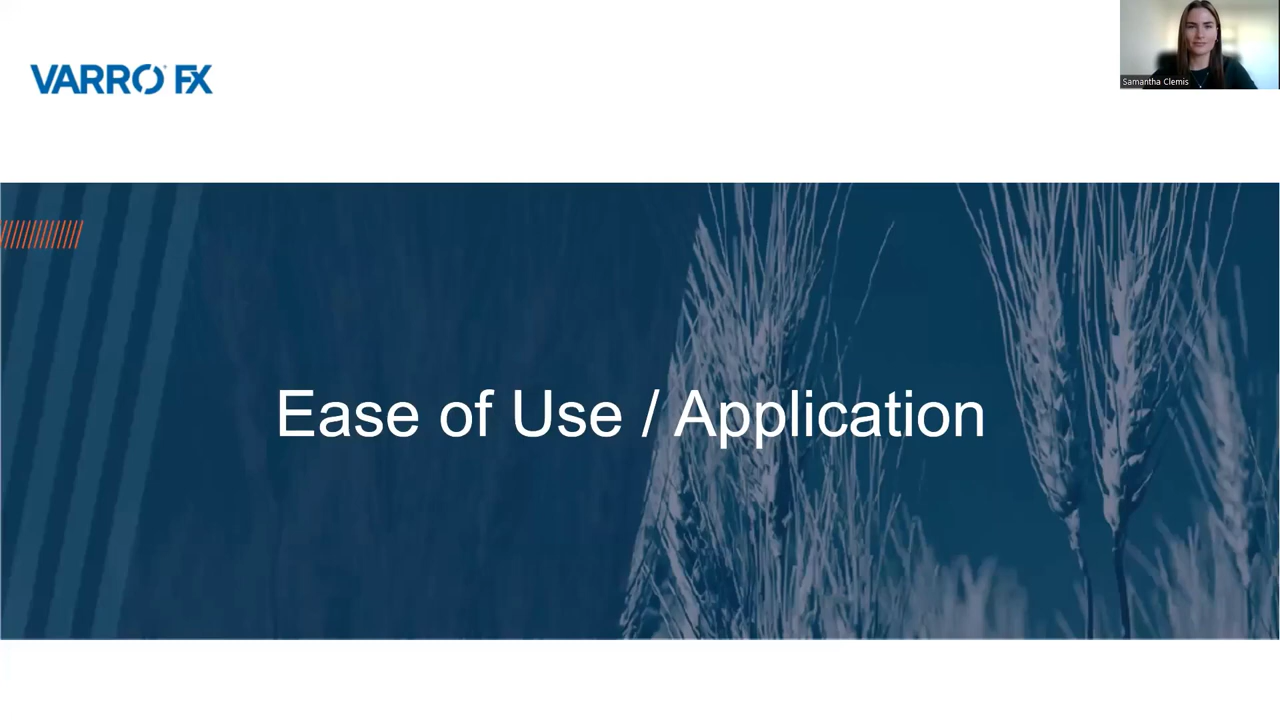 VARRO® FX
Samantha Clemis
Ease of Use / Application